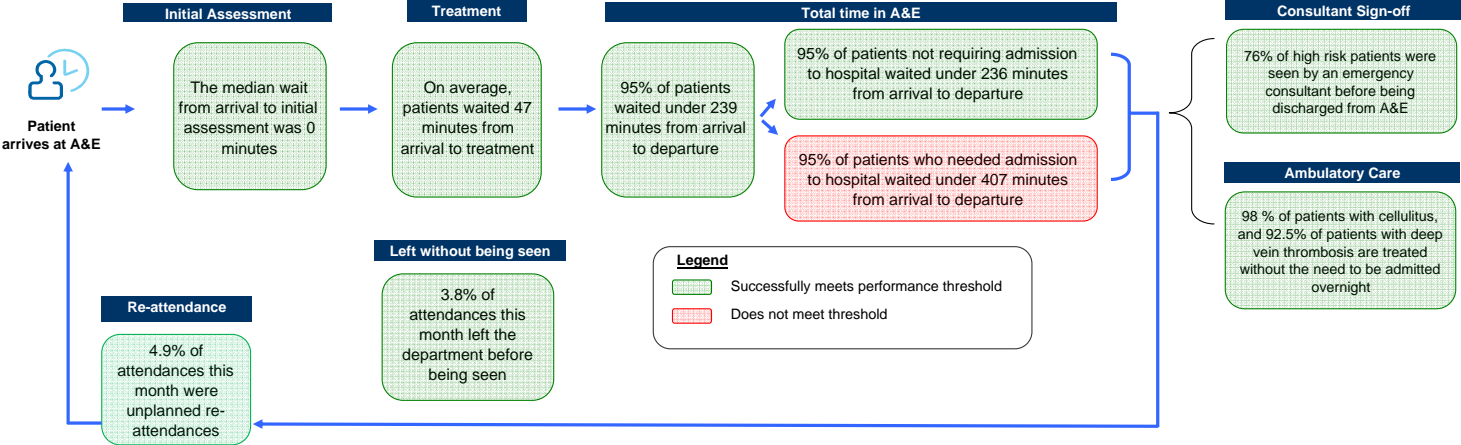 Initial Assessment
Treatment
Total time in A&E
Consultant Sign-off
Patient
arrives at A&E
The median wait
from arrival to initial
assessment was 0
minutes
On average,
patients waited 47
minutes from
arrival to treatment
95% of patients
waited under 239
minutes from arrival
to departure
95% of patients not requiring admission
to hospital waited under 236 minutes
from arrival to departure
95% of patients who needed admission
to hospital waited under 407 minutes
from arrival to departure
76% of high risk patients were
seen by an emergency
consultant before being
discharged from A&E
Ambulatory Care
98 % of patients with cellulitus,
and 92.5% of patients with deep
vein thrombosis are treated
without the need to be admitted
overnight
Left without being seen
3.8% of
attendances this
month left the
department before
being seen
Legend
Successfully meets performance threshold
Does not meet threshold
Re-attendance
4.9% of
attendances this
month were
unplanned re-
attendances